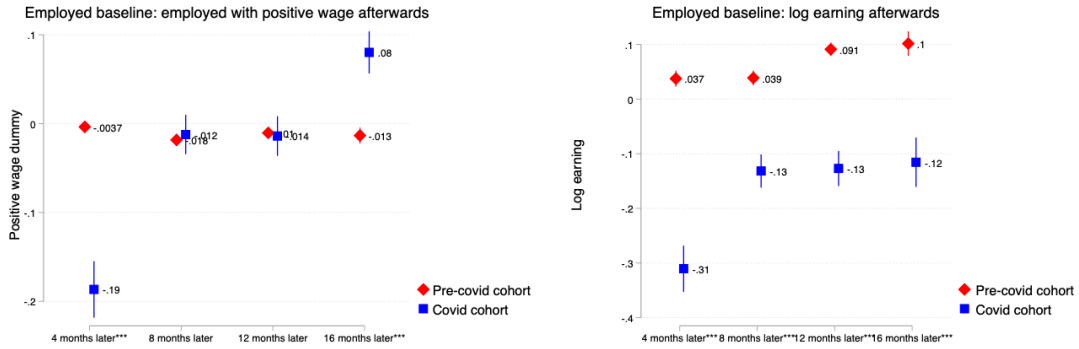 Employed baseline: employed with positive wage afterwards
Positive wage dummy
.1
0
-.1
-.2
-.0037
-.018
-.012
-.014
-.013
.08
-.19
4 months later***
8 months later
12 months later
16 months later***
Pre-covid cohort
Covid cohort
Employed baseline: log earning afterwards
Log earning
.1
0
-.1
-.2
-.3
-.4
.037
.039
.091
.1
-.31
-.13
-.13
-.12
4 months later***
8 months later***
12 months later***
16 months later***
Pre-covid cohort
Covid cohort